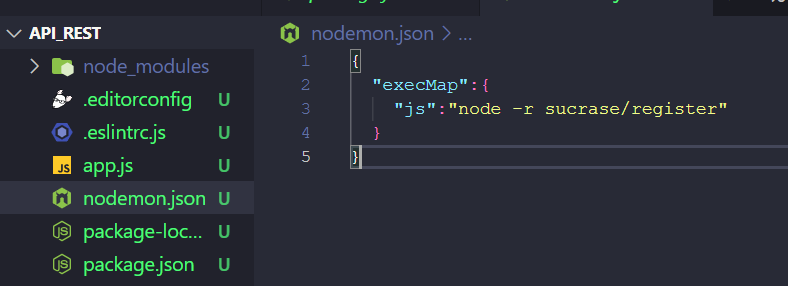 API_REST
node_modules
.editorconfig U
.eslintrc.js U
JS app.js U
nodemon.json U
package-loc... U
package.json U
nodemon.json > ...
1 {
2 "execMap":{
3 "js":"node -r sucrase/register"
4 }
5 }